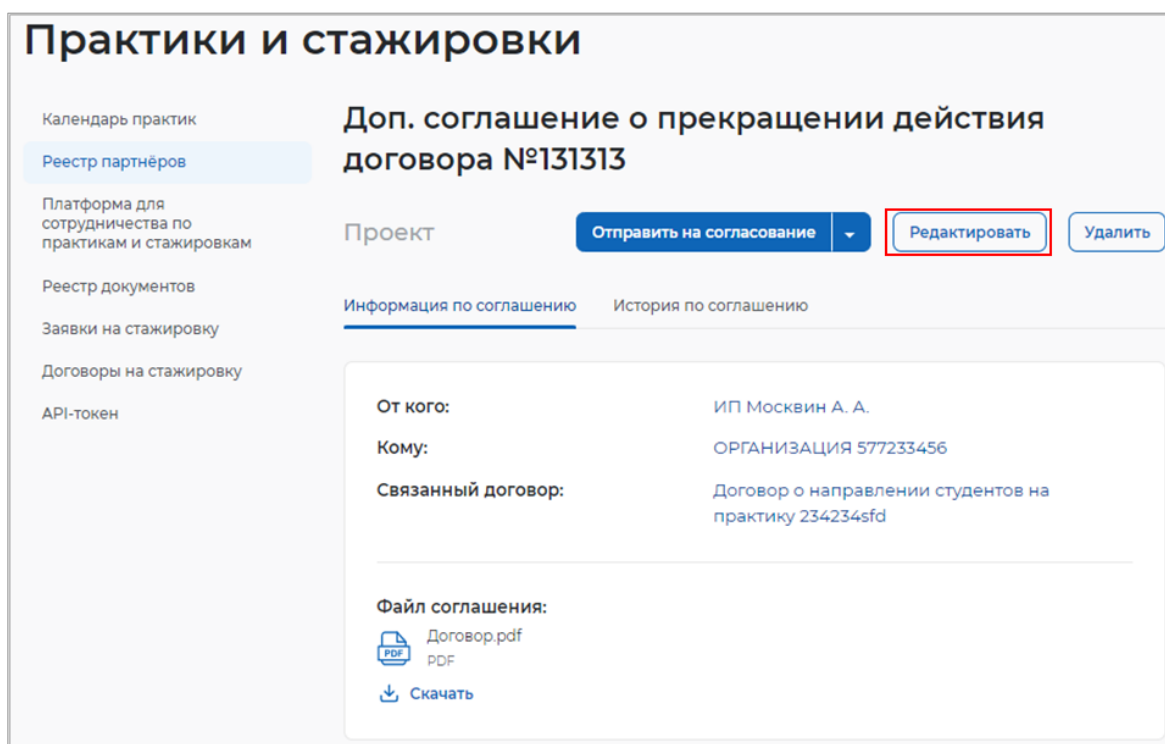 Практики и стажировки
Календарь практик
Реестр партнёров
Платформа для
сотрудничества по
практикам и стажировкам
Реестр документов
Заявки на стажировку
Договоры на стажировку
API-токен
Доп. соглашение о прекращении действия
договора №131313
Проект
Отправить на согласование
Редактировать
Удалить
Информация по соглашению
История по соглашению
От кого:
ИП Москвин А. А.
Кому:
ОРГАНИЗАЦИЯ 577233456
Связанный договор:
Договор о направлении студентов на
практику 234234sfd
Файл соглашения:
Договор.pdf
PDF
PDF
Скачать